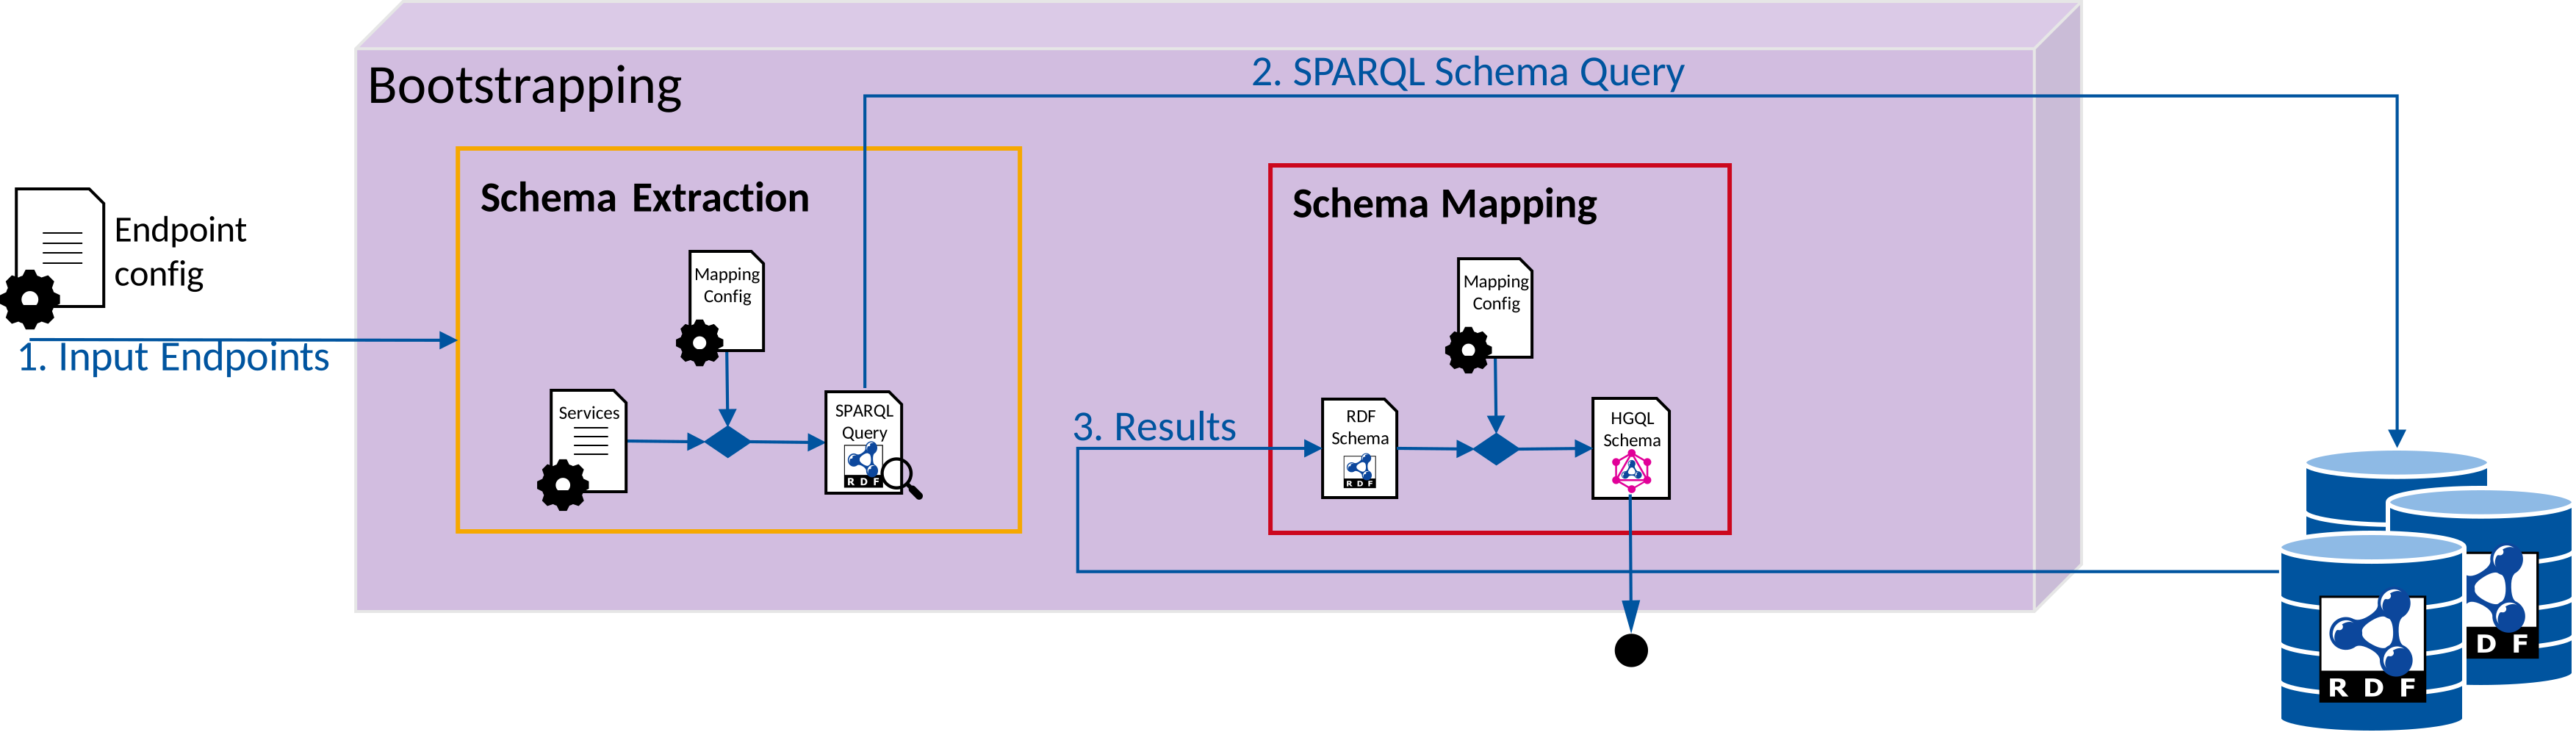 Bootstrapping
2. SPARQL Schema Query
Schema Extraction
Schema Mapping
Endpoint
config
1. Input Endpoints
Mapping
Config
Services
SPARQL
Query
RDF
3. Results
Mapping
Config
RDF
Schema
RDF
HGQL
Schema
RDF
DF